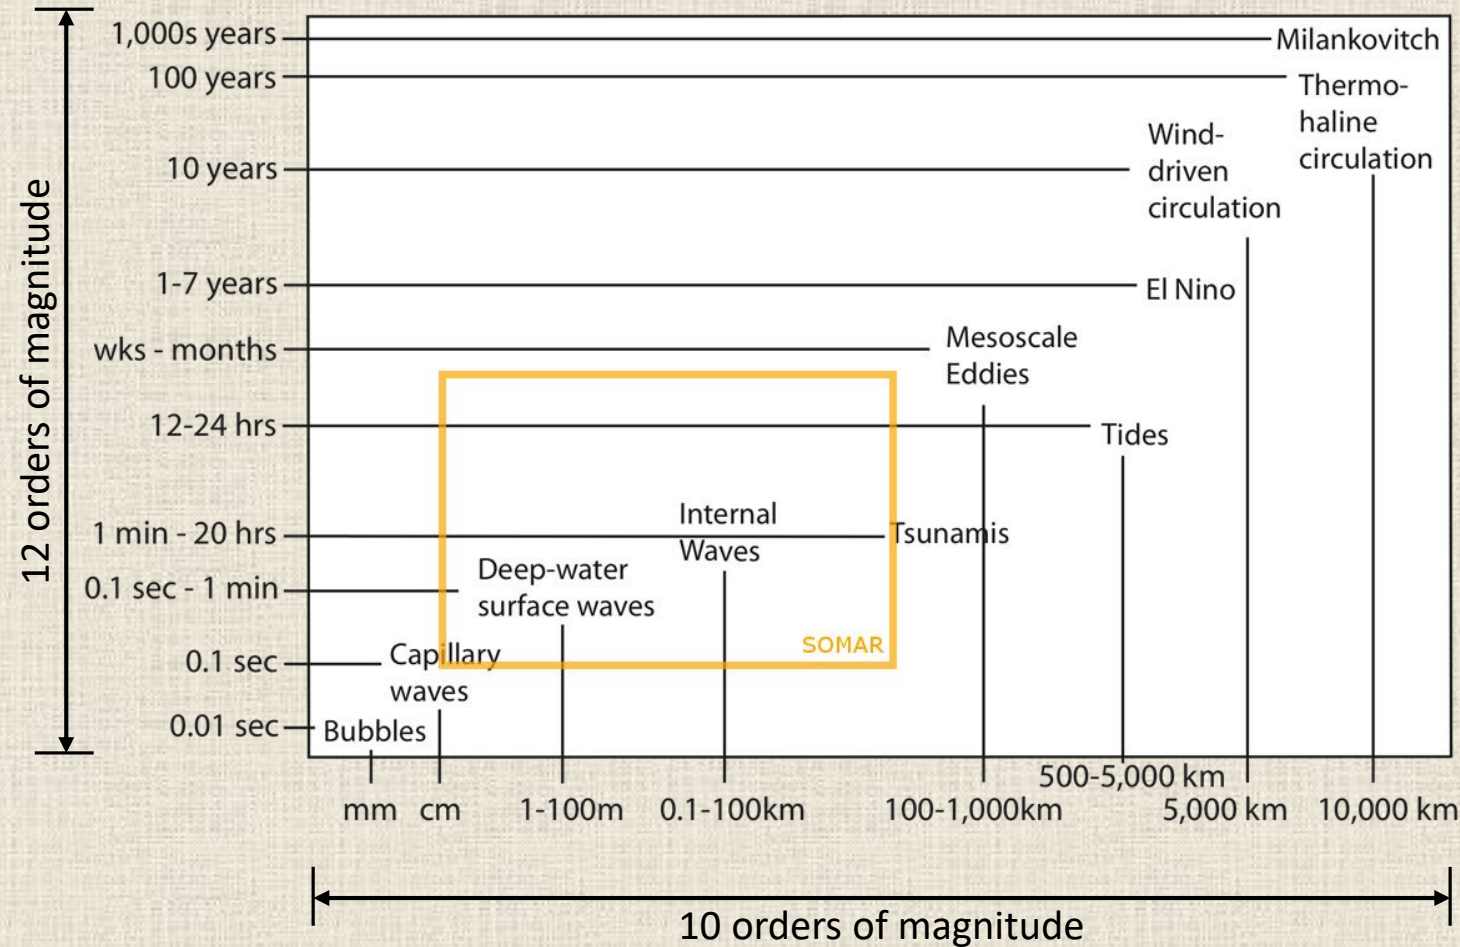 12 orders of magnitude
1,000s years
100 years
10 years
1-7 years
wks - months
12-24 hrs
1 min - 20 hrs
0.1 sec - 1 min
0.1 sec
0.01 sec
Milankovitch
Thermo-
haline
circulation
Wind-
driven
circulation
El Nino
Mesoscale
Eddies
Tides
Internal
Waves
Tsunamis
Deep-water
surface waves
SOMAR
Capillary
waves
Bubbles
mm
cm
1-100m
0.1-100km
100-1,000km
500-5,000 km
5,000 km
10,000 km
10 orders of magnitude